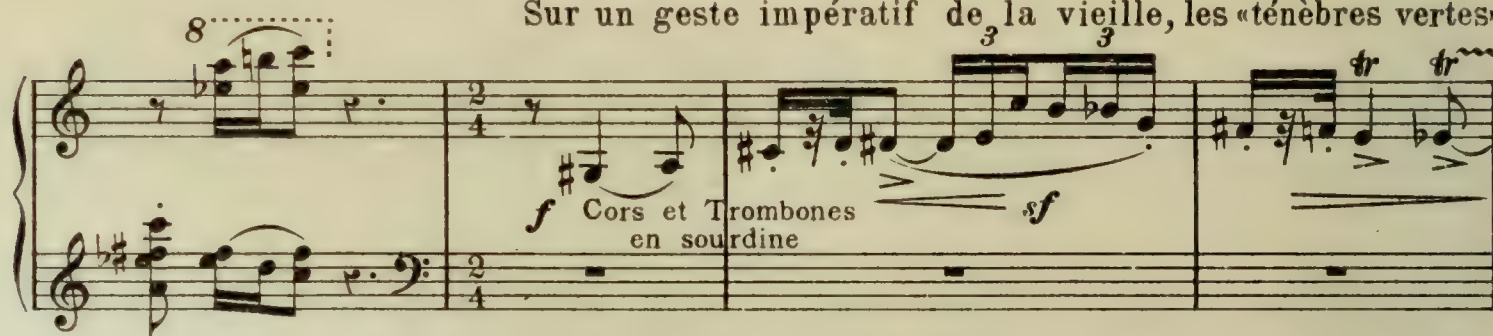 Sur un geste impératif de la vieille, les «ténèbres vertes»
8
3 3
tr tr
2
4
f Cors et Trombones
en sourdine
sf
2
4